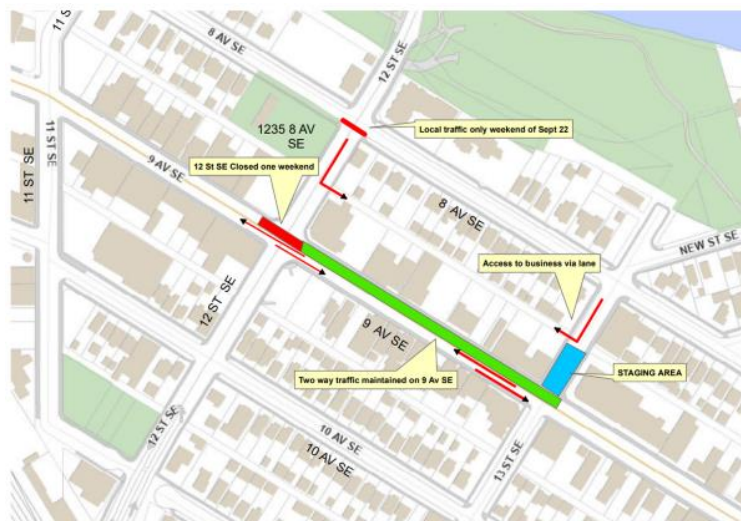 11 ST SE
8 AV SE
12 ST SE
11 ST SE
1235 8 AV
SE
Local traffic only weekend of Sept 22
9 AV SE
11 ST SE
12 St SE Closed one weekend
8 AV SE
NEW ST SE
Access to business via lane
12 ST SE
9 AV SE
Two way traffic maintained on 9 Av SE
STAGING AREA
12 ST SE
10 AV SE
10 AV SE
13 ST SE